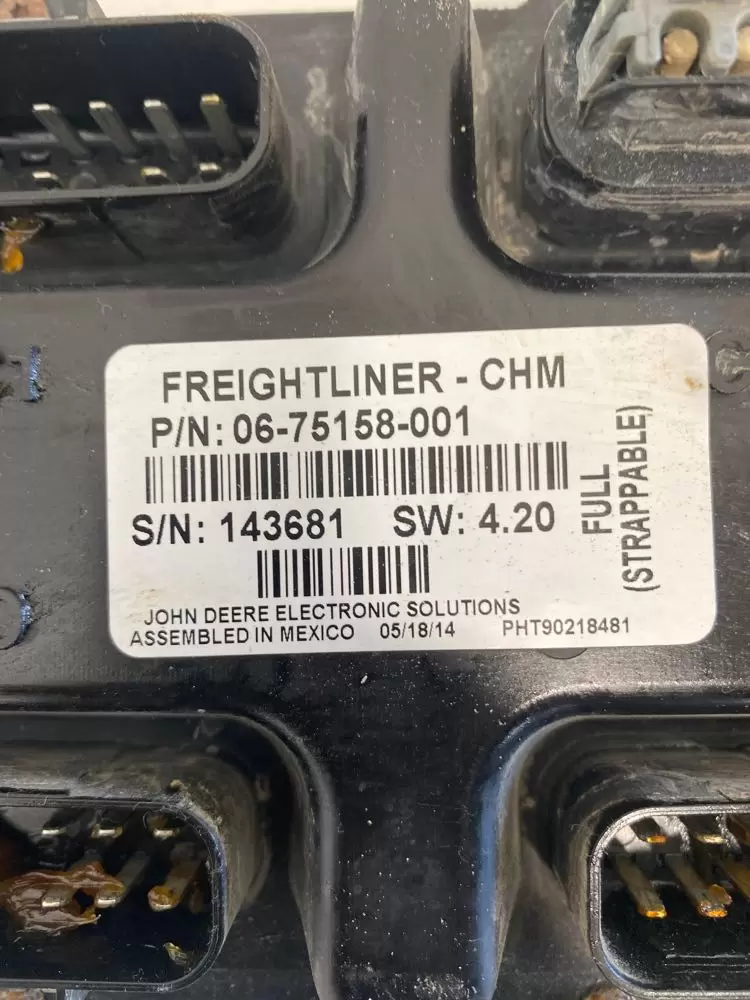 FREIGHTLINER - CHM
P/N: 06-75158-001
S/N: 143681 SW: 4.20
FULL
(STRAPPABLE)
JOHN DEERE ELECTRONIC SOLUTIONS
ASSEMBLED IN MEXICO 05/18/14 PHT90218481